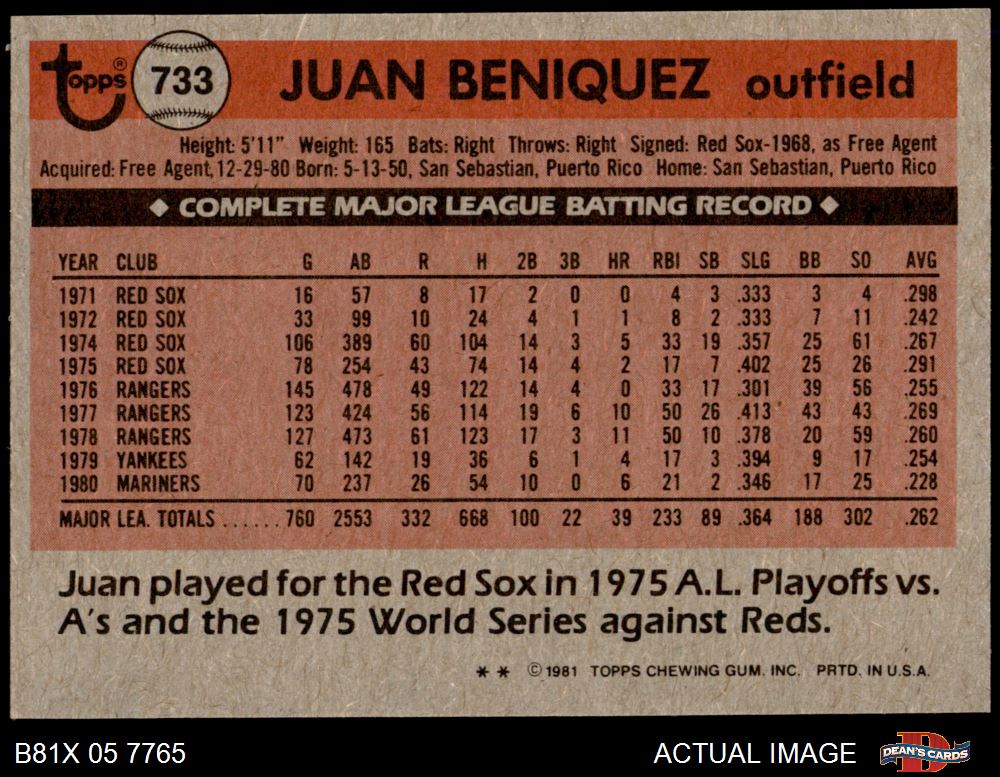 topps® 733 JUAN BENIQUEZ outfield
Height: 5'11" Weight: 165 Bats: Right Throws: Right Signed: Red Sox-1968, as Free Agent
Acquired: Free Agent, 12-29-80 Born: 5-13-50, San Sebastian, Puerto Rico Home: San Sebastian, Puerto Rico
◆ COMPLETE MAJOR LEAGUE BATTING RECORD ◆
YEAR CLUB G AB R H 2B 3B HR RBI SB SLG BB SO AVG
1971 RED SOX 16 57 8 17 2 0 0 4 3 .333 3 4 .298
1972 RED SOX 33 99 10 24 4 1 1 8 2 .333 7 11 .242
1974 RED SOX 106 389 60 104 14 3 5 33 19 .357 25 61 .267
1975 RED SOX 78 254 43 74 14 4 2 17 7 .402 25 26 .291
1976 RANGERS 145 478 49 122 14 4 0 33 17 .301 39 56 .255
1977 RANGERS 123 424 56 114 19 6 10 50 26 .413 43 43 .269
1978 RANGERS 127 473 61 123 17 3 11 50 10 .378 20 59 .260
1979 YANKEES 62 142 19 36 6 1 4 17 3 .394 9 17 .254
1980 MARINERS 70 237 26 54 10 0 6 21 2 .346 17 25 .228
MAJOR LEA. TOTALS ...... 760 2553 332 668 100 22 39 233 89 .364 188 302 .262
Juan played for the Red Sox in 1975 A.L. Playoffs vs.
A's and the 1975 World Series against Reds.
** © 1981 TOPPS CHEWING GUM. INC. PRTD. IN U.S.A.
B81X 05 7765 ACTUAL IMAGE DEAN'S CARDS